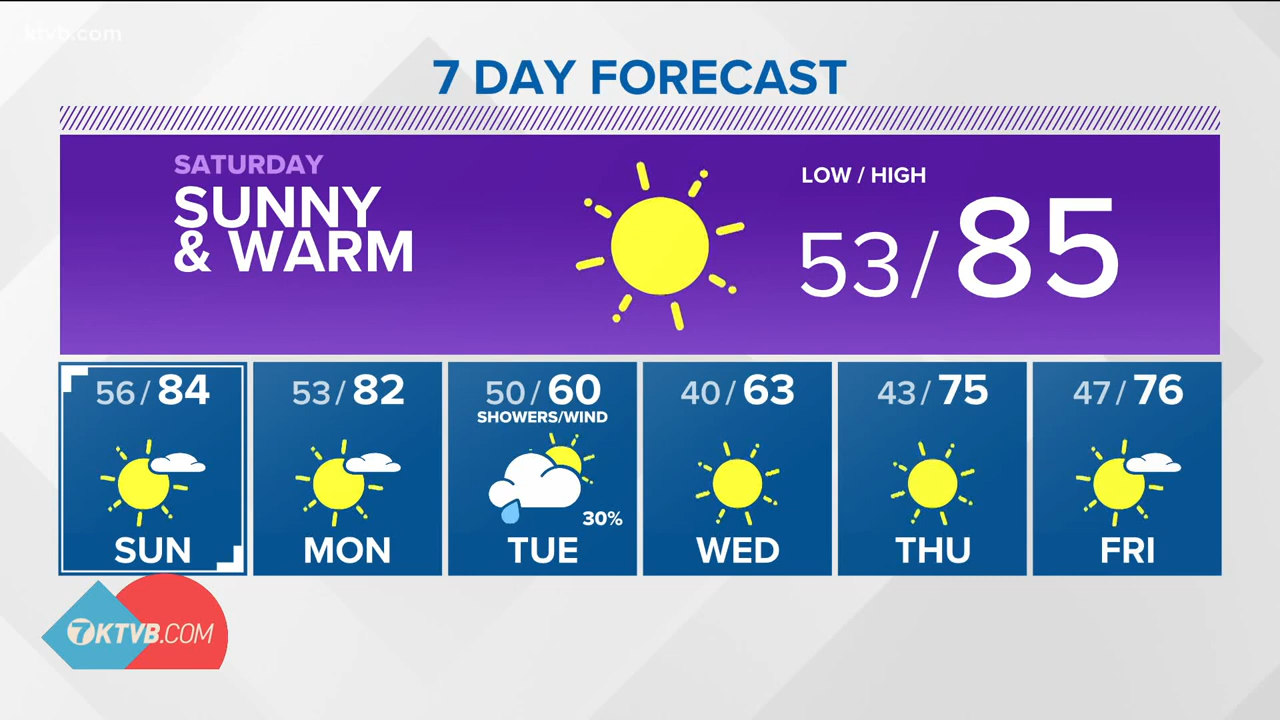 ktvb.com
7 DAY FORECAST
SATURDAY
SUNNY
& WARM
LOW / HIGH
53/85
56/84
SUN
53/82
MON
50/60
SHOWERS/WIND
30%
TUE
40/63
WED
43/75
THU
47/76
FRI
7KTVB.COM